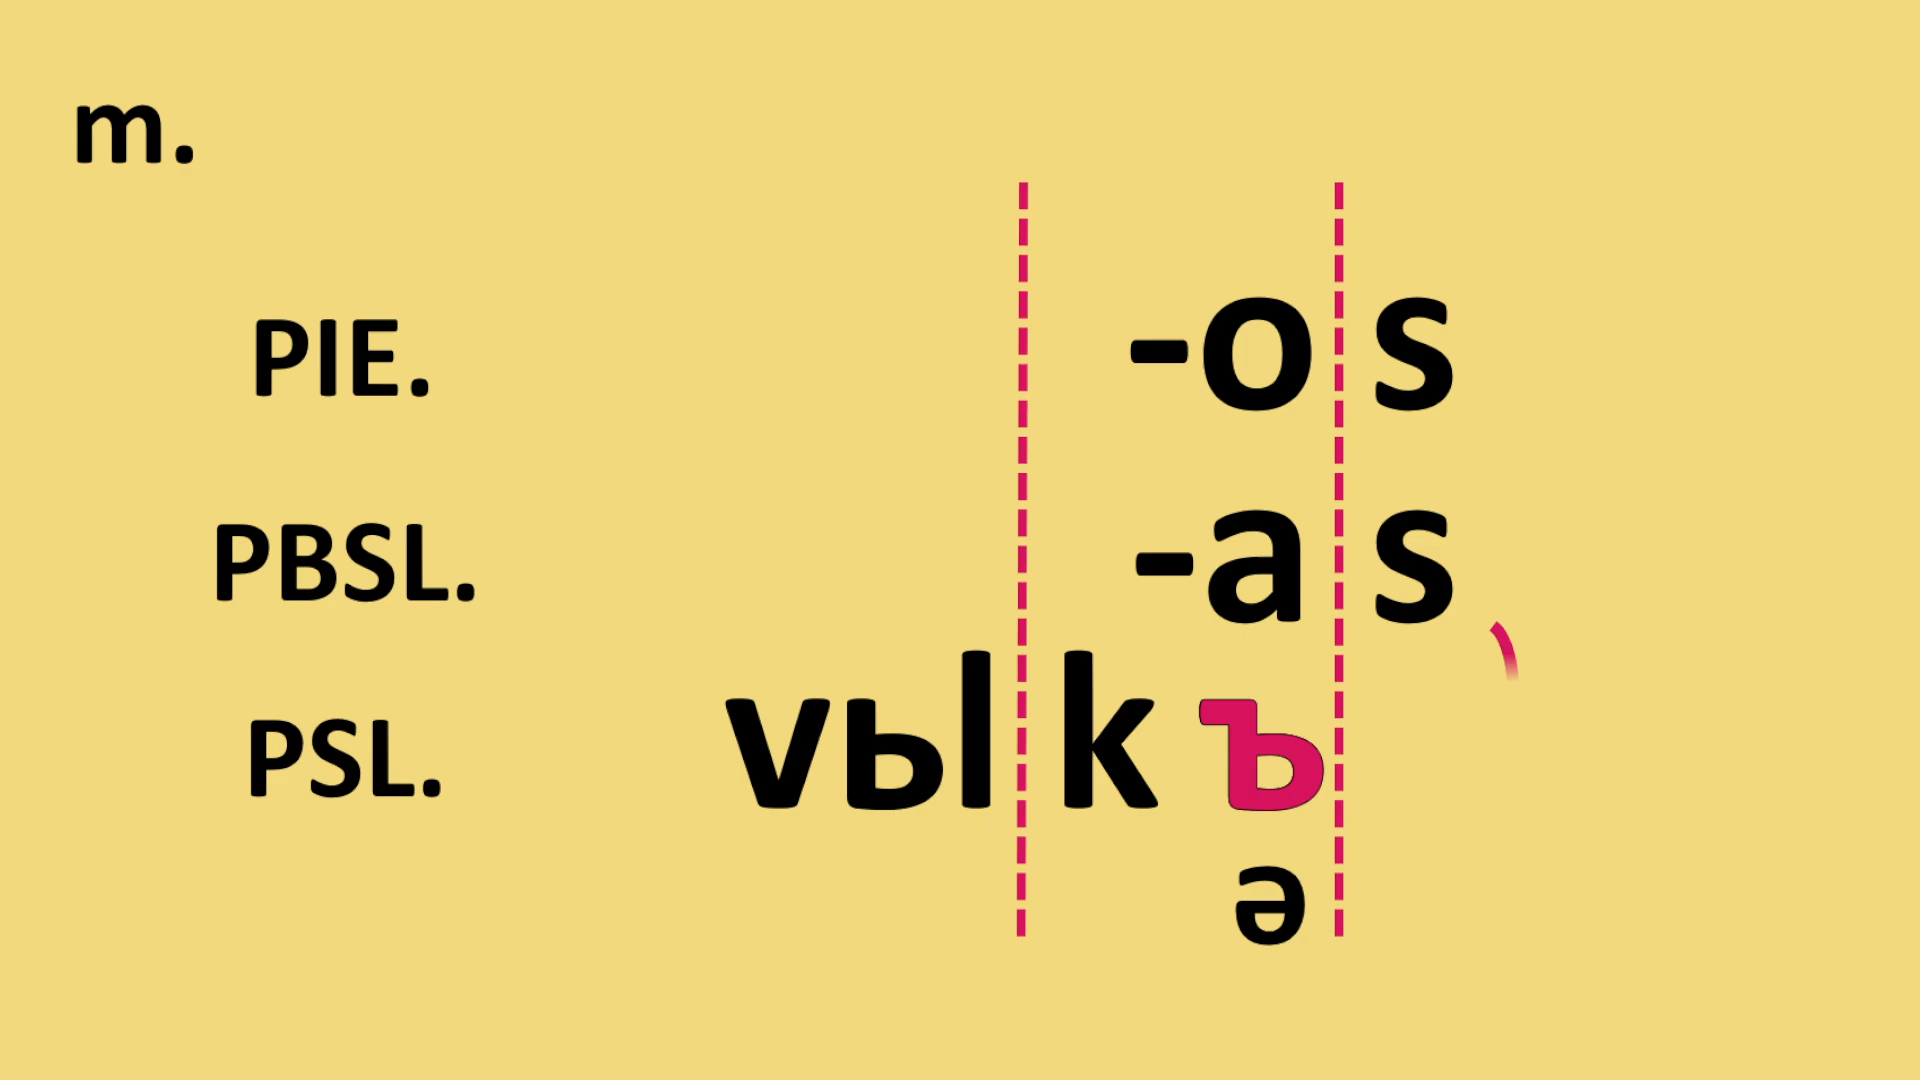 m.
PIE. -o s
PBSL. -a s
PSL. vьl k ъ
ə